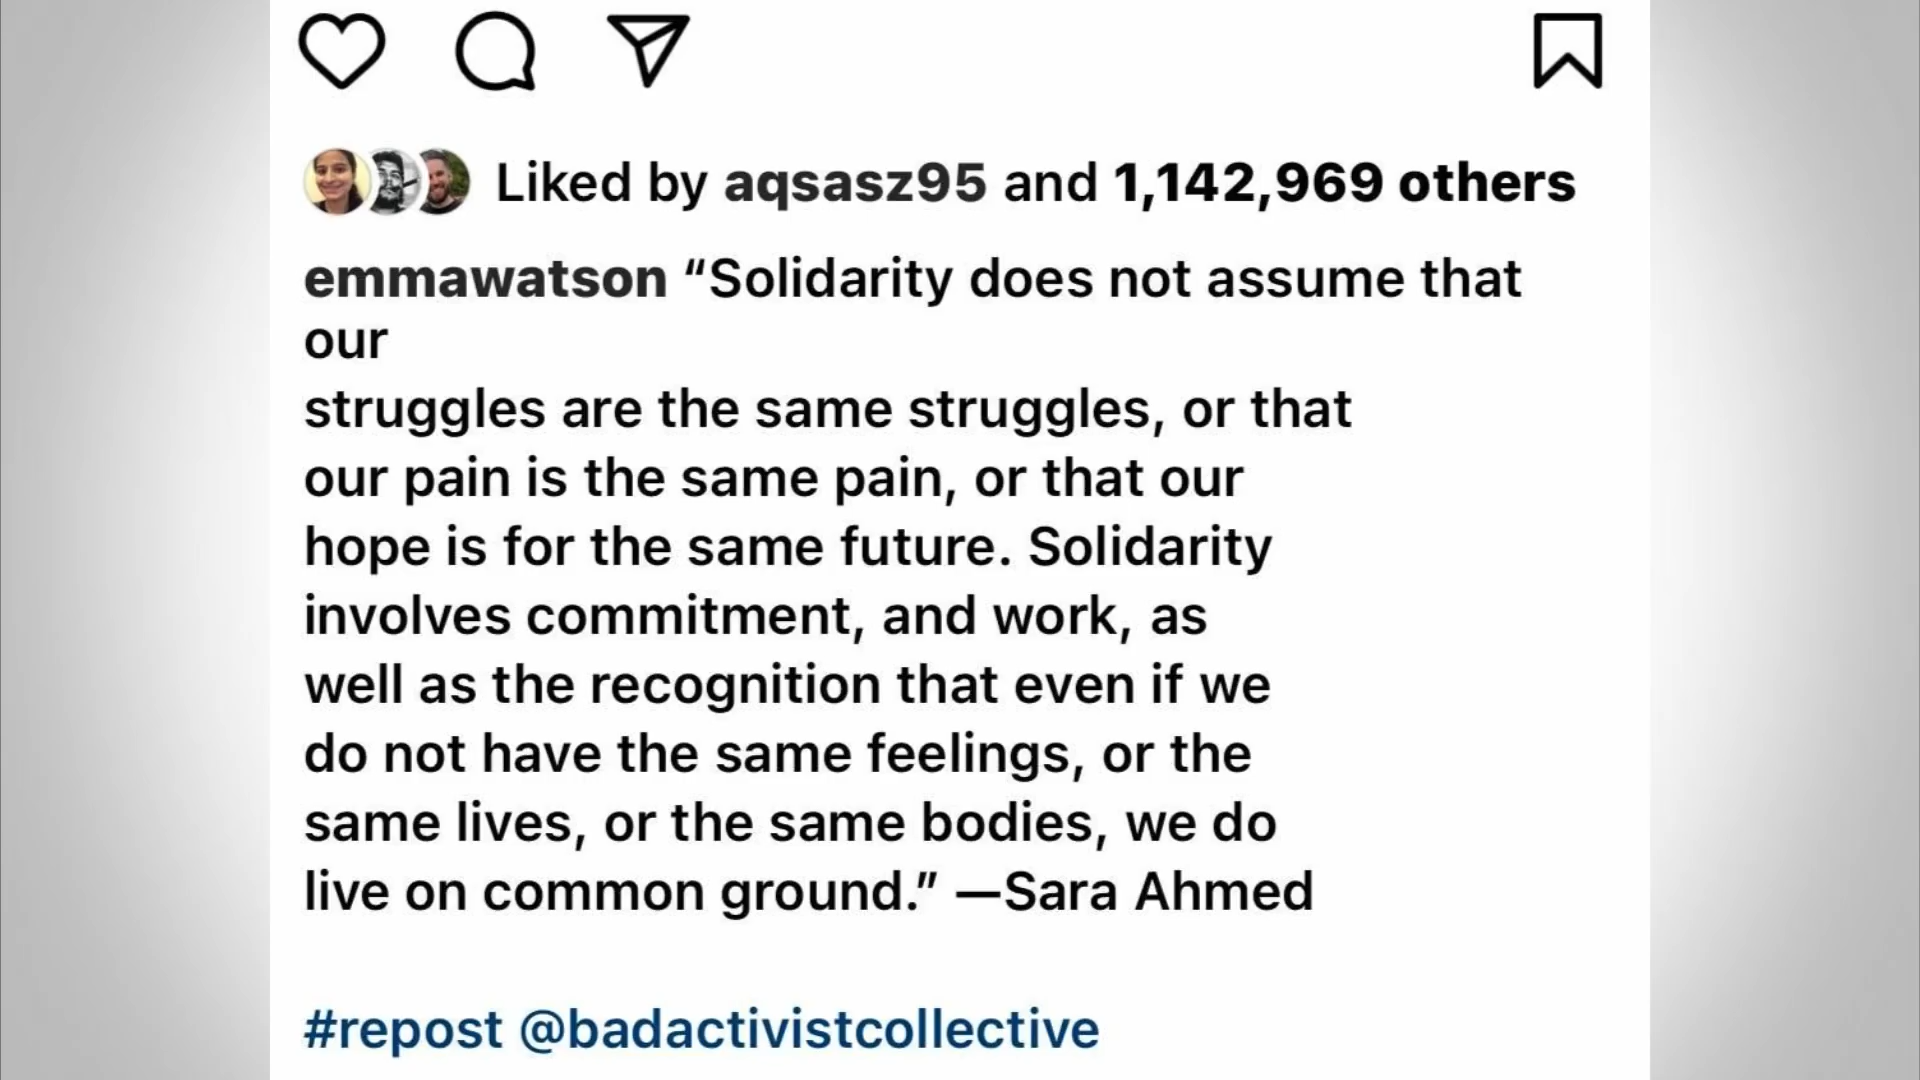 Liked by aqsasz95 and 1,142,969 others
emmawatson “Solidarity does not assume that
our
struggles are the same struggles, or that
our pain is the same pain, or that our
hope is for the same future. Solidarity
involves commitment, and work, as
well as the recognition that even if we
do not have the same feelings, or the
same lives, or the same bodies, we do
live on common ground.” —Sara Ahmed
#repost @badactivistcollective